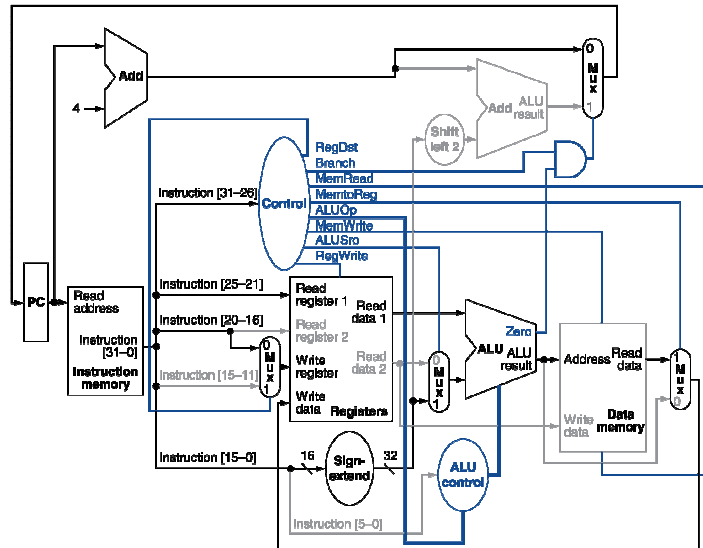 0
M
u
x
1
Add
4
Add
ALU
result
Shift
left 2
RegDst
Branch
MemRead
MemtoReg
ALUOp
MemWrite
ALUSro
RegWrite
Control
Instruction [31–26]
Instruction [25–21]
Instruction [20–16]
Instruction [15–11]
Instruction [15–0]
PC
Read
address
Instruction
[31–0]
Instruction
memory
0
M
u
x
1
Read
register 1
Read
register 2
Write
register
Write
data
Read
data 1
Read
data 2
Registers
0
M
u
x
1
Zero
ALU
ALU
result
Address
Read
data
Write
data
Data
memory
1
M
u
x
0
16
Sign-
extend
32
ALU
control
Instruction [5–0]